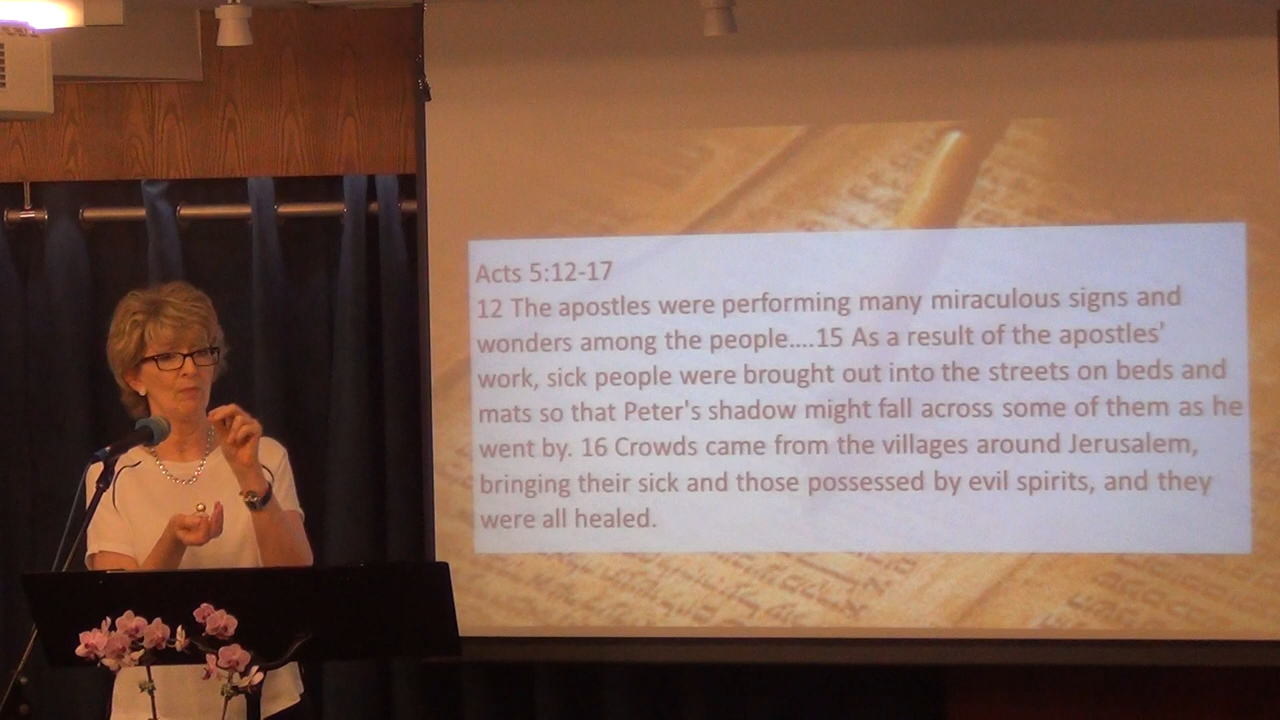 Acts 5:12-17
12 The apostles were performing many miraculous signs and
wonders among the people....15 As a result of the apostles'
work, sick people were brought out into the streets on beds and
mats so that Peter's shadow might fall across some of them as he
went by. 16 Crowds came from the villages around Jerusalem,
bringing their sick and those possessed by evil spirits, and they
were all healed.